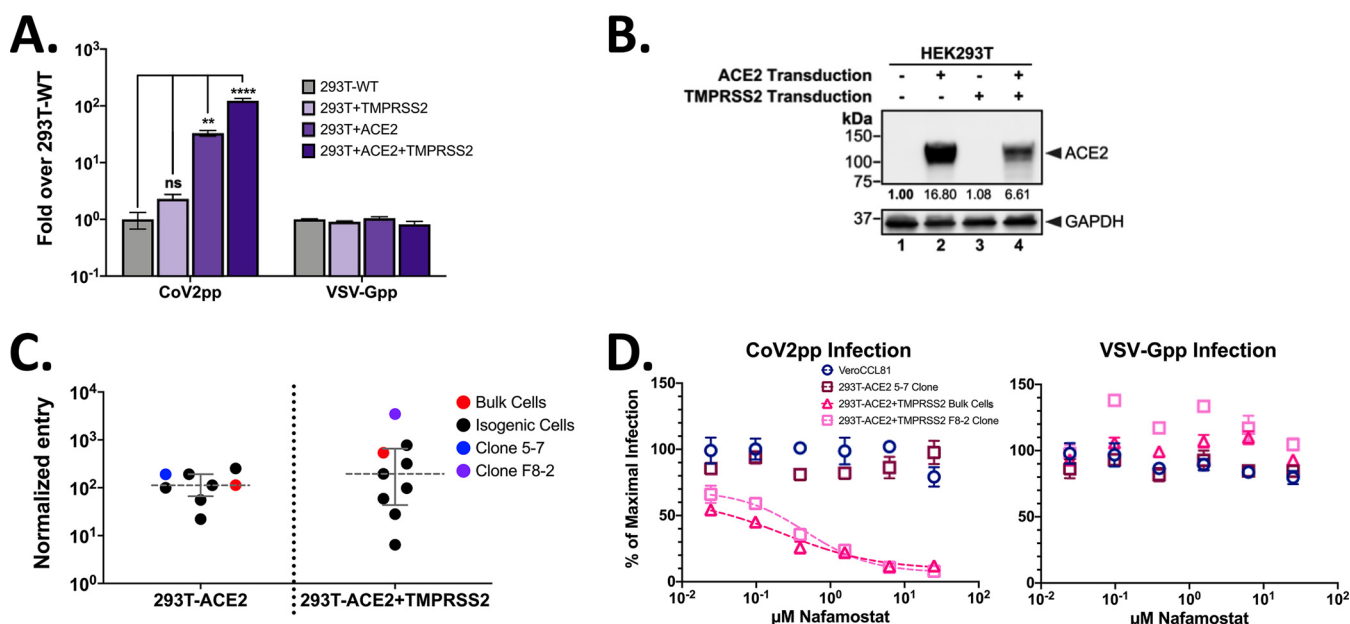 A.
Fold over 293T-WT
10³
10²
10¹
10⁰
10⁻¹
ns
**
****
293T-WT
293T+TMPRSS2
293T+ACE2
293T+ACE2+TMPRSS2
CoV2pp
VSV-Gpp
B.
HEK293T
ACE2 Transduction - + - +
TMPRSS2 Transduction - - + +
kDa
150
100
75
ACE2
1.00 16.80 1.08 6.61
37
GAPDH
1 2 3 4
C.
Normalized entry
10⁴
10³
10²
10¹
10⁰
Bulk Cells
Isogenic Cells
Clone 5-7
Clone F8-2
293T-ACE2
293T-ACE2+TMPRSS2
D.
CoV2pp Infection
VeroCCL81
293T-ACE2 5-7 Clone
293T-ACE2+TMPRSS2 Bulk Cells
293T-ACE2+TMPRSS2 F8-2 Clone
% of Maximal Infection
150
100
50
0
10⁻² 10⁻¹ 10⁰ 10¹ 10²
µM Nafamostat
VSV-Gpp Infection
150
100
50
0
10⁻² 10⁻¹ 10⁰ 10¹ 10²
µM Nafamostat